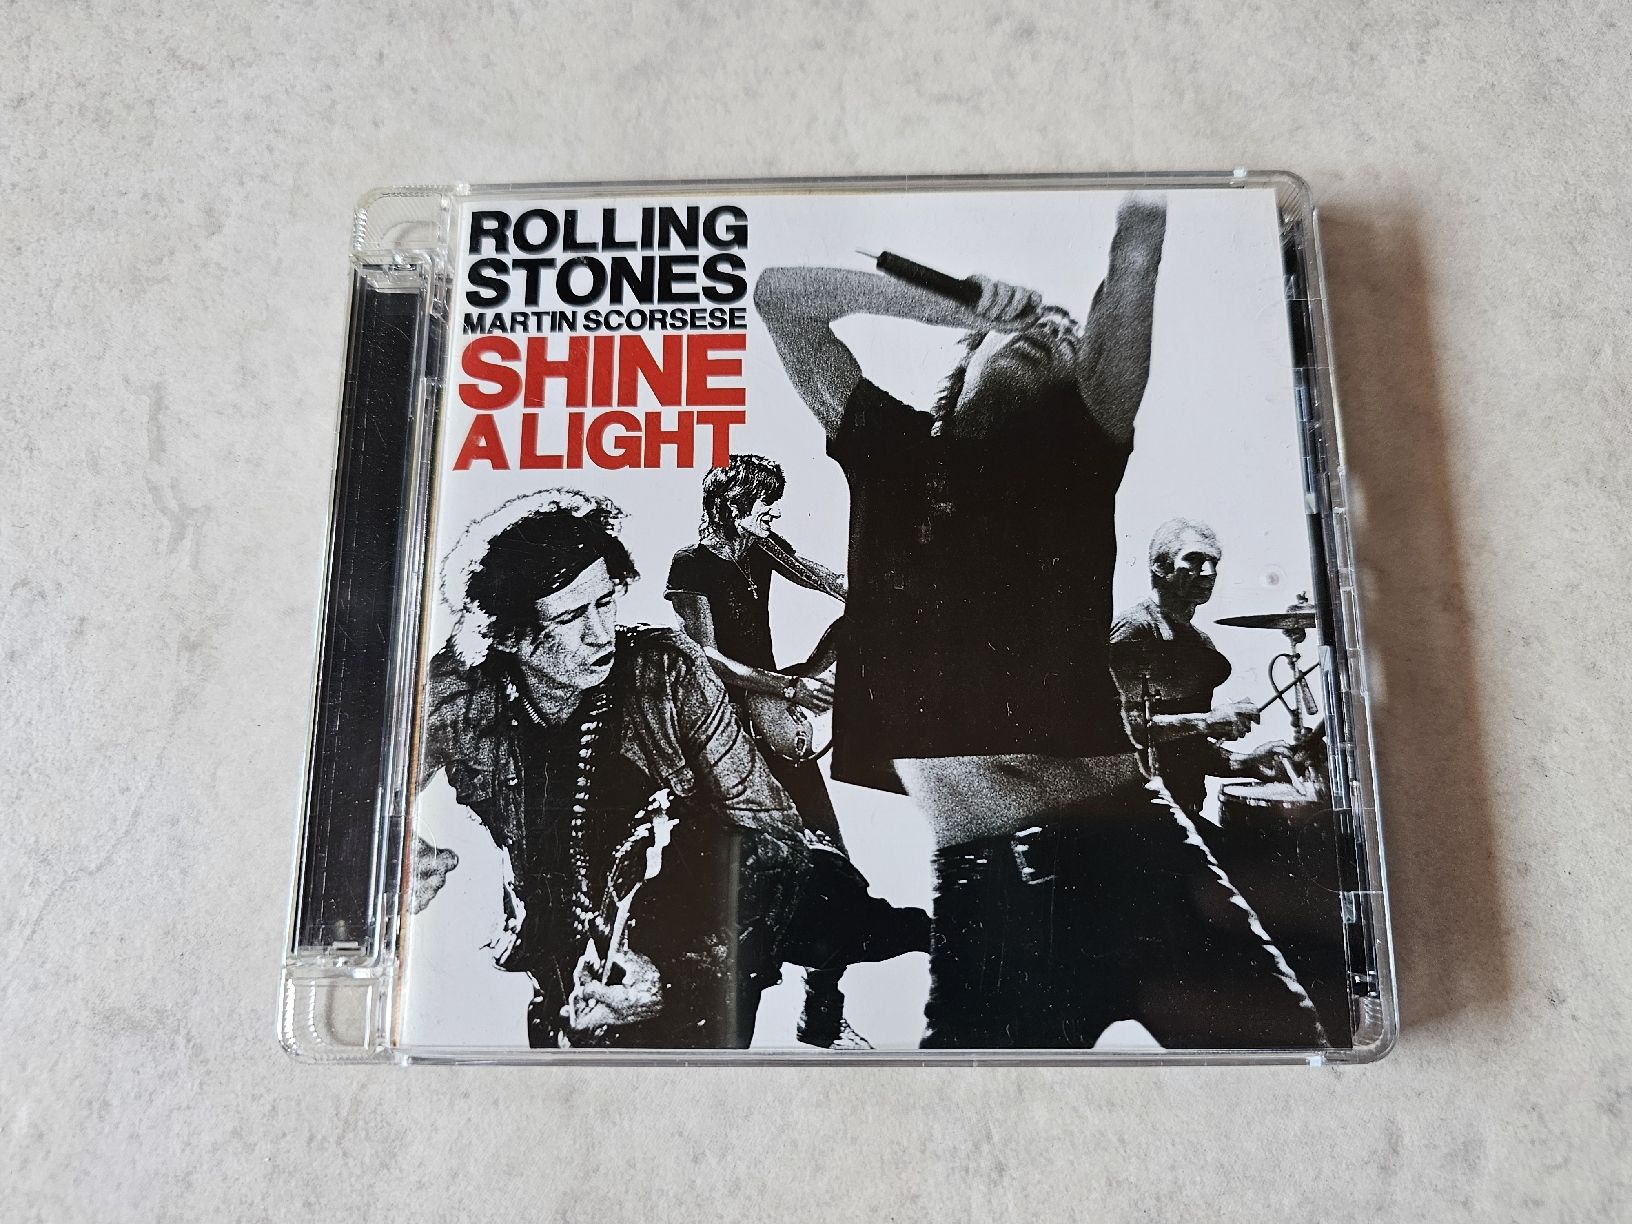 ROLLING
STONES
MARTIN SCORSESE
SHINE
A LIGHT